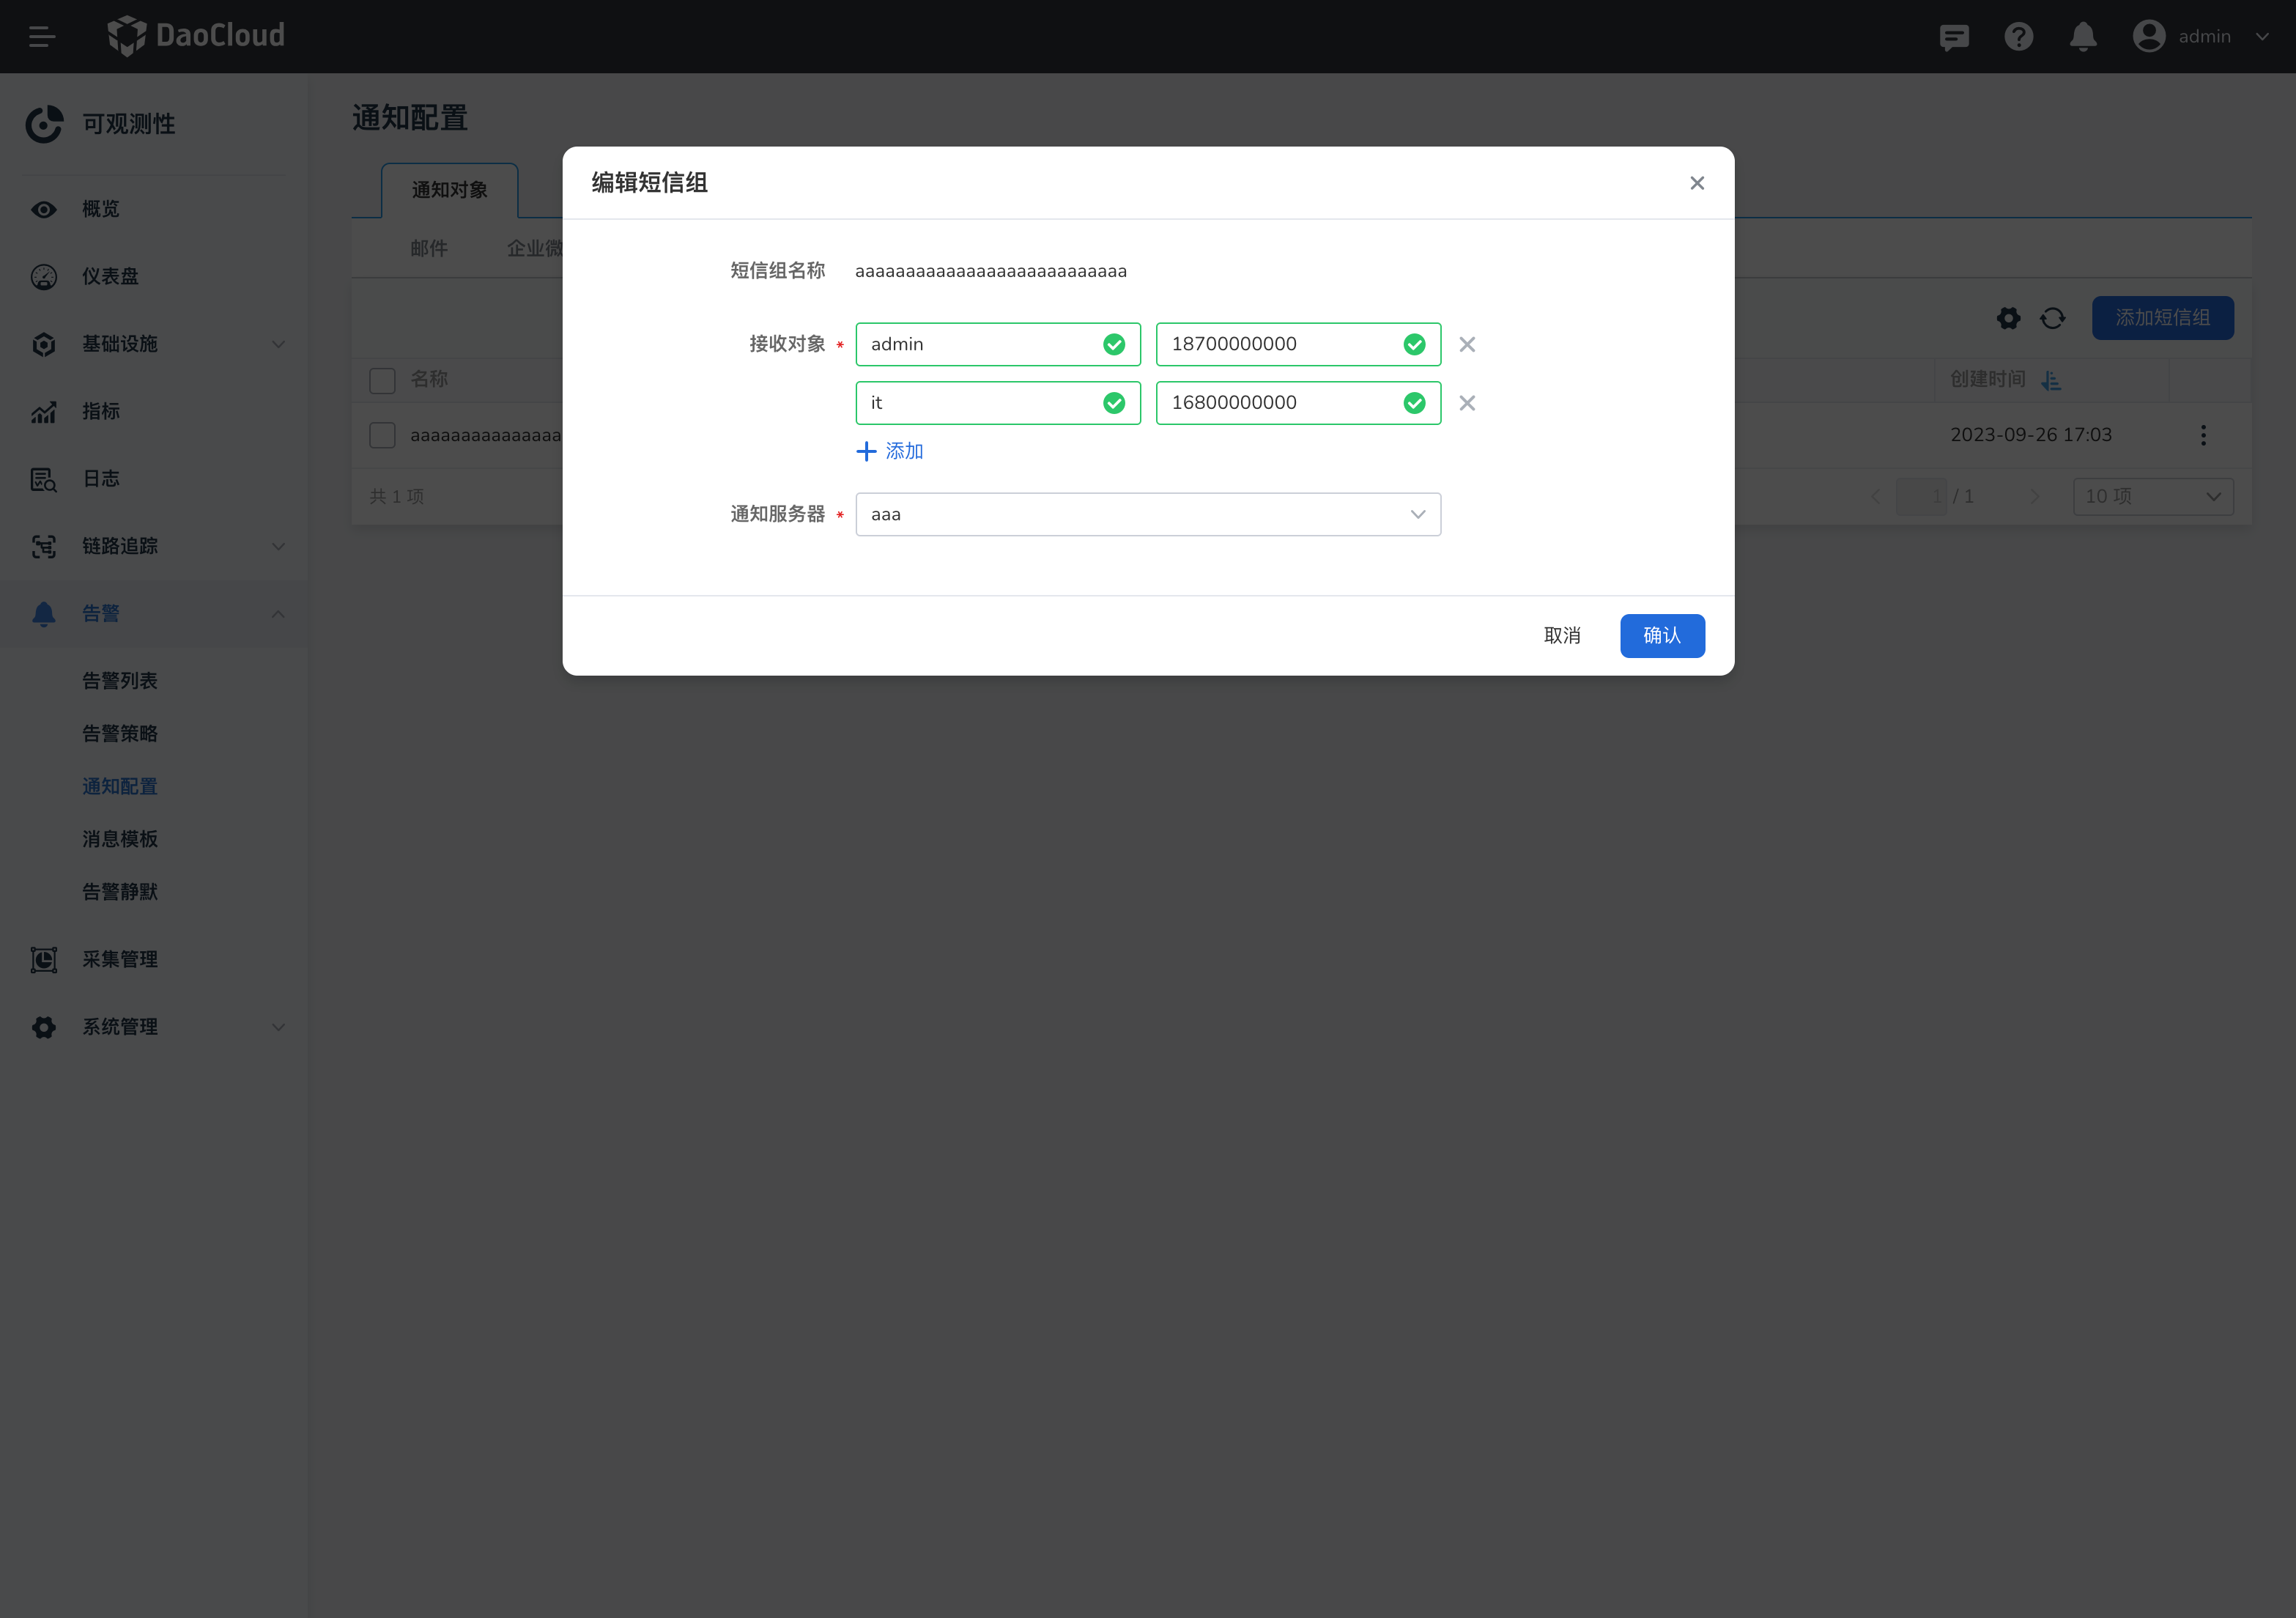 DaoCloud
admin
可观测性
概览
仪表盘
基础设施
指标
日志
链路追踪
告警
告警列表
告警策略
通知配置
消息模板
告警静默
采集管理
系统管理
通知配置
通知对象
邮件 企业微
添加短信组
名称 创建时间
aaaaaaaaaaaaaaa 2023-09-26 17:03
共 1 项 1 / 1 10 项
编辑短信组
短信组名称 aaaaaaaaaaaaaaaaaaaaaaaaaaa
接收对象 * admin 18700000000
it 16800000000
添加
通知服务器 * aaa
取消 确认